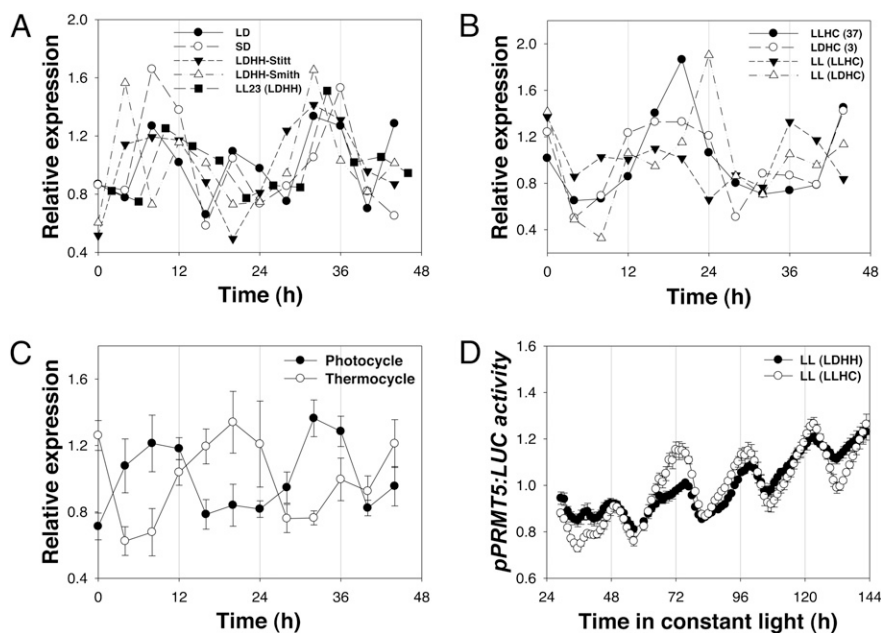 A
Relative expression
2.0
1.6
1.2
0.8
0.4
LD
SD
LDHH-Stitt
LDHH-Smith
LL23 (LDHH)
0 12 24 36 48
Time (h)
B
Relative expression
2.0
1.6
1.2
0.8
0.4
LLHC (37)
LDHC (3)
LL (LLHC)
LL (LDHC)
0 12 24 36 48
Time (h)
C
Relative expression
1.6
1.2
0.8
0.4
Photocycle
Thermocycle
0 12 24 36 48
Time (h)
D
pPRMT5:LUC activity
1.6
1.4
1.2
1.0
0.8
0.6
LL (LDHH)
LL (LLHC)
24 48 72 96 120 144
Time in constant light (h)